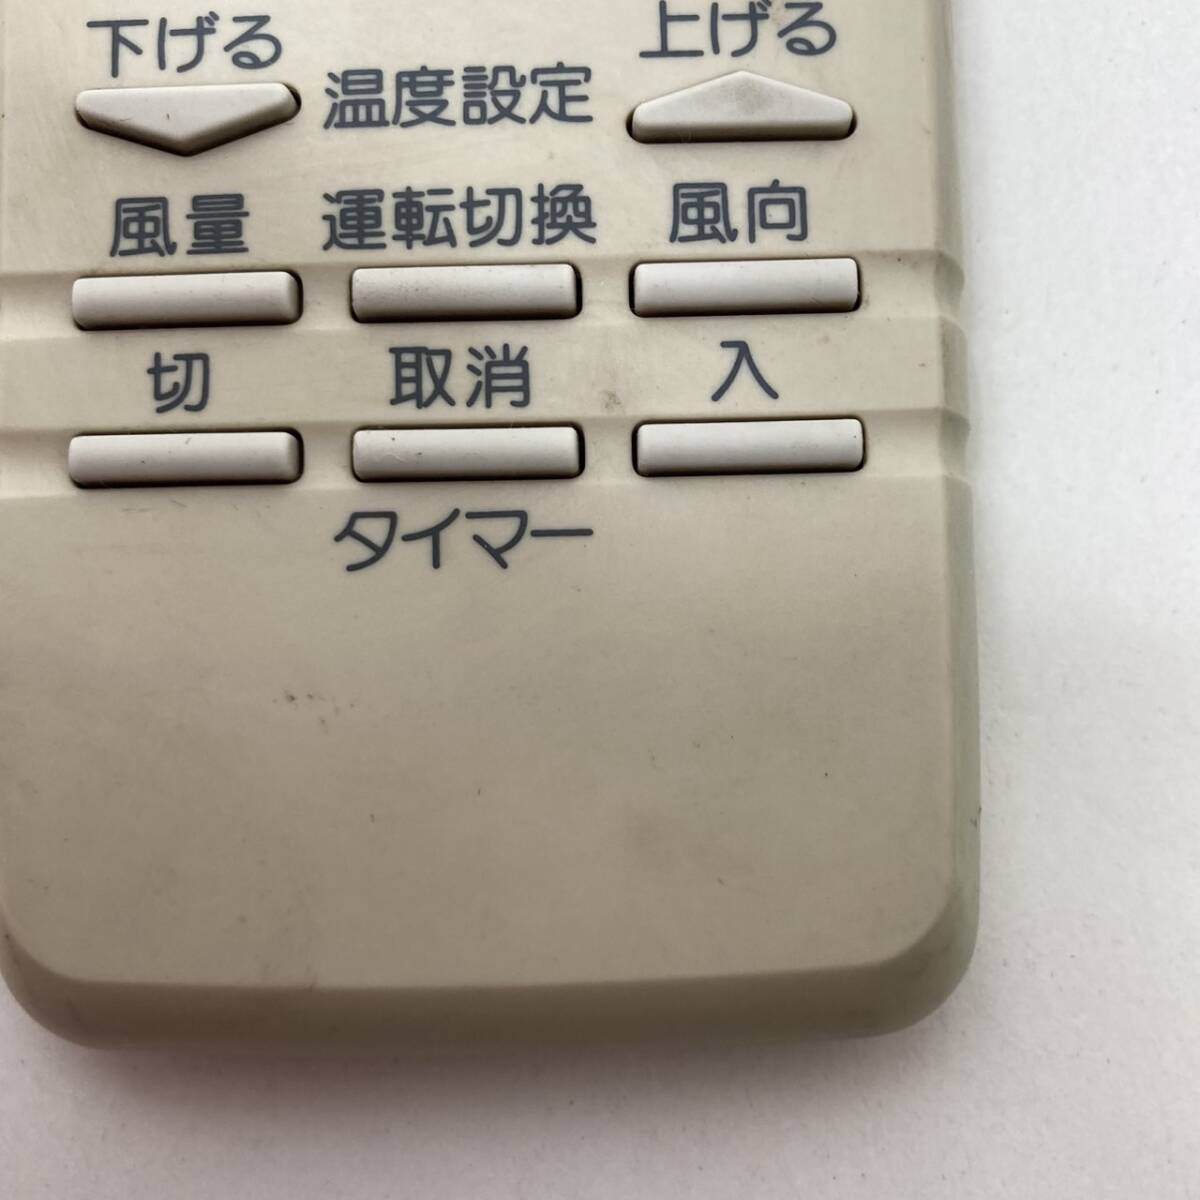 下げる 温度設定 上げる
風量 運転切換 風向
切 取消 入
タイマー